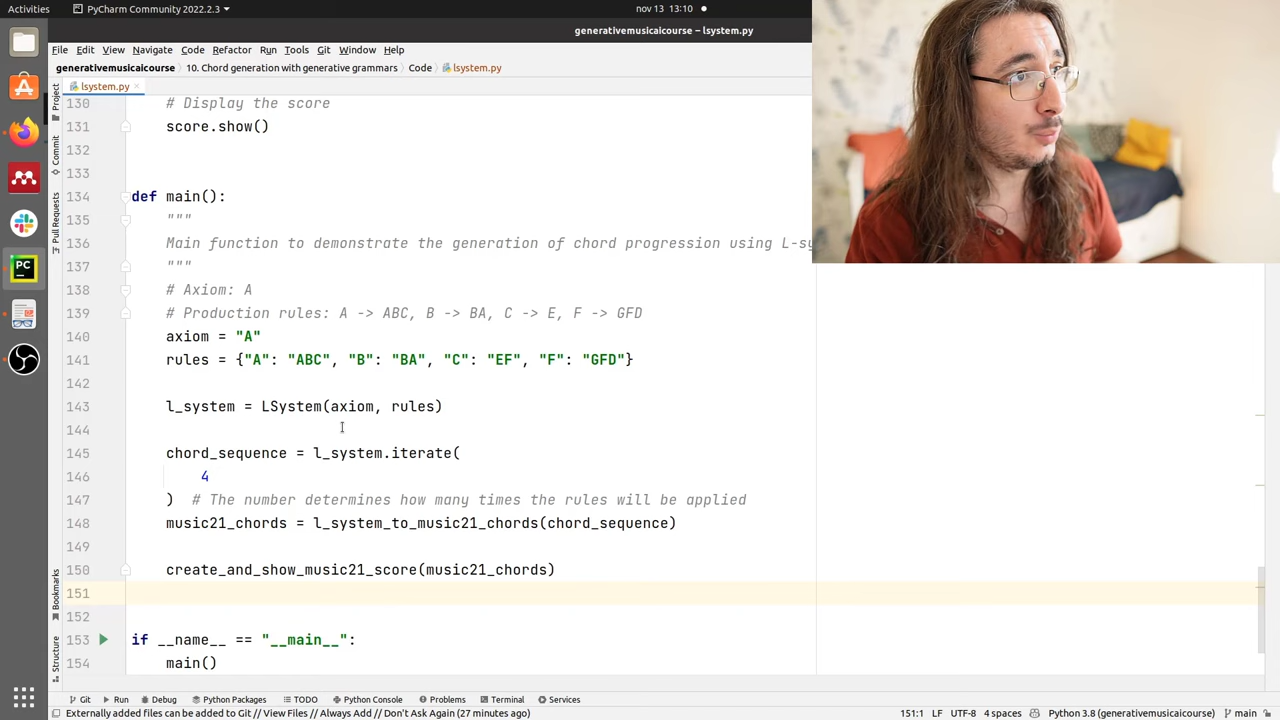 Activities PyCharm Community 2022.2.3 nov 13 13:10
generativemusicaicourse – lsystem.py
File Edit View Navigate Code Refactor Run Tools Git Window Help
generativemusicaicourse 10. Chord generation with generative grammars Code lsystem.py
Project lsystem.py
130 # Display the score
131 score.show()
132
133
134 def main():
135 """
136 Main function to demonstrate the generation of chord progression using L-sy
137 """
138 # Axiom: A
139 # Production rules: A -> ABC, B -> BA, C -> E, F -> GFD
140 axiom = "A"
141 rules = {"A": "ABC", "B": "BA", "C": "EF", "F": "GFD"}
142
143 l_system = LSystem(axiom, rules)
144
145 chord_sequence = l_system.iterate(
146 4
147 ) # The number determines how many times the rules will be applied
148 music21_chords = l_system_to_music21_chords(chord_sequence)
149
150 create_and_show_music21_score(music21_chords)
151
152
153 if __name__ == "__main__":
154 main()
Commit
Pull Requests
Bookmarks
Structure
Git Run Debug Python Packages TODO Python Console Problems Terminal Services
Externally added files can be added to Git // View Files // Always Add // Don't Ask Again (27 minutes ago) 151:1 LF UTF-8 4 spaces Python 3.8 (generativemusicaicourse) main
PC